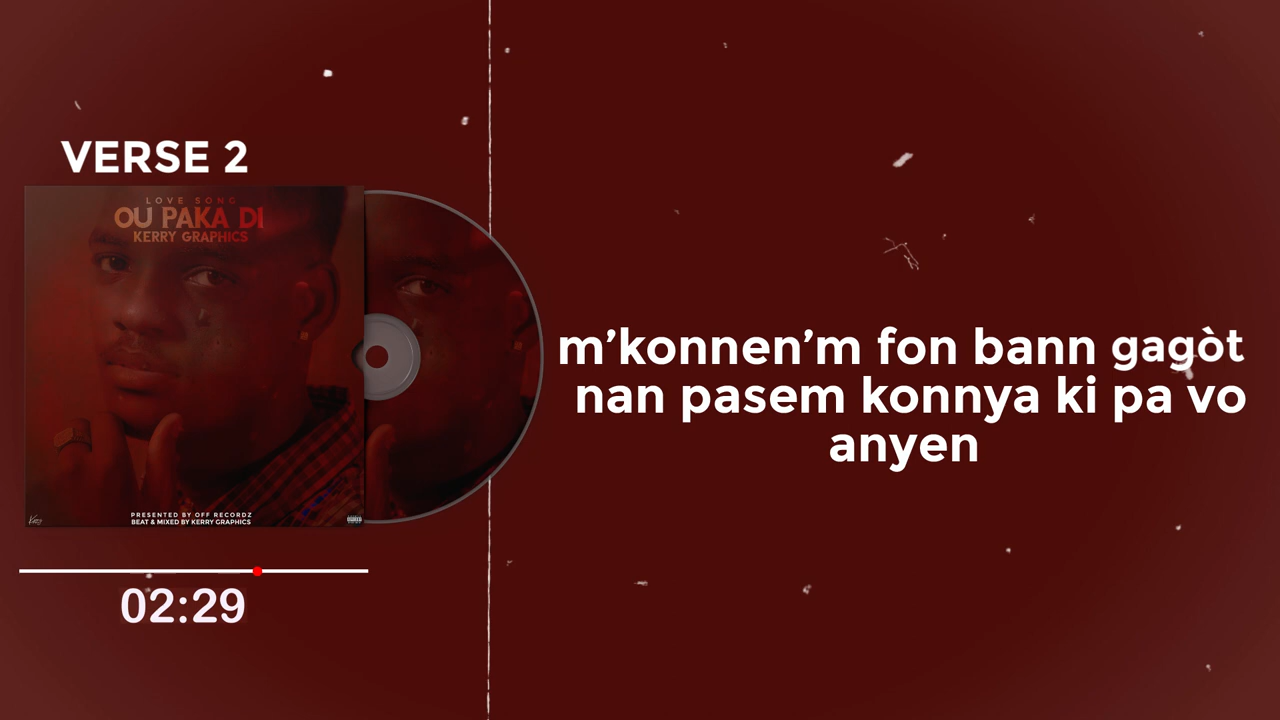 VERSE 2
LOVE SONG
OU PAKA DI
KERRY GRAPHICS
PRESENTED BY OFF RECORDZ
BEAT & MIXED BY KERRY GRAPHICS
02:29
m’konnen’m fon bann gagòt
nan pasem konnya ki pa vo
anyen